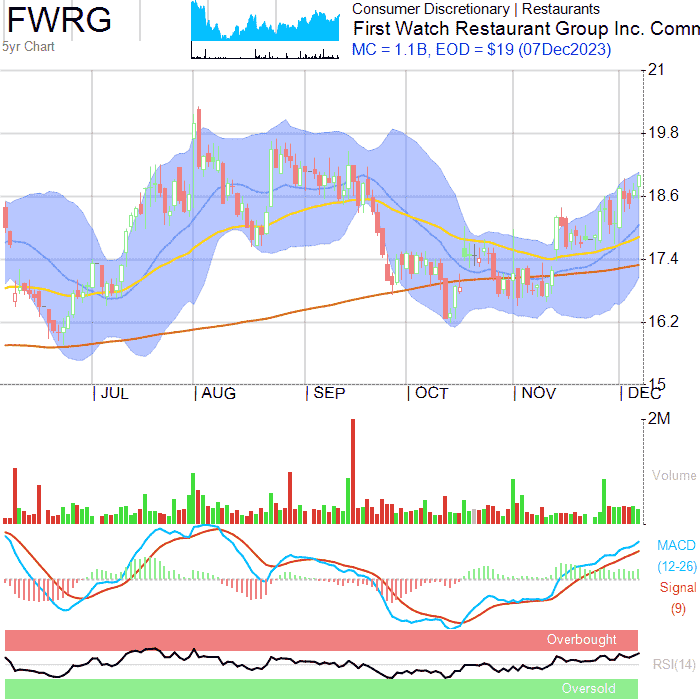 FWRG
5yr Chart
Consumer Discretionary | Restaurants
First Watch Restaurant Group Inc. Comn
MC = 1.1B, EOD = $19 (07Dec2023)
21
19.8
18.6
17.4
16.2
15
JUL AUG SEP OCT NOV DEC
2M
Volume
MACD
(12-26)
Signal
(9)
Overbought
RSI(14)
Oversold